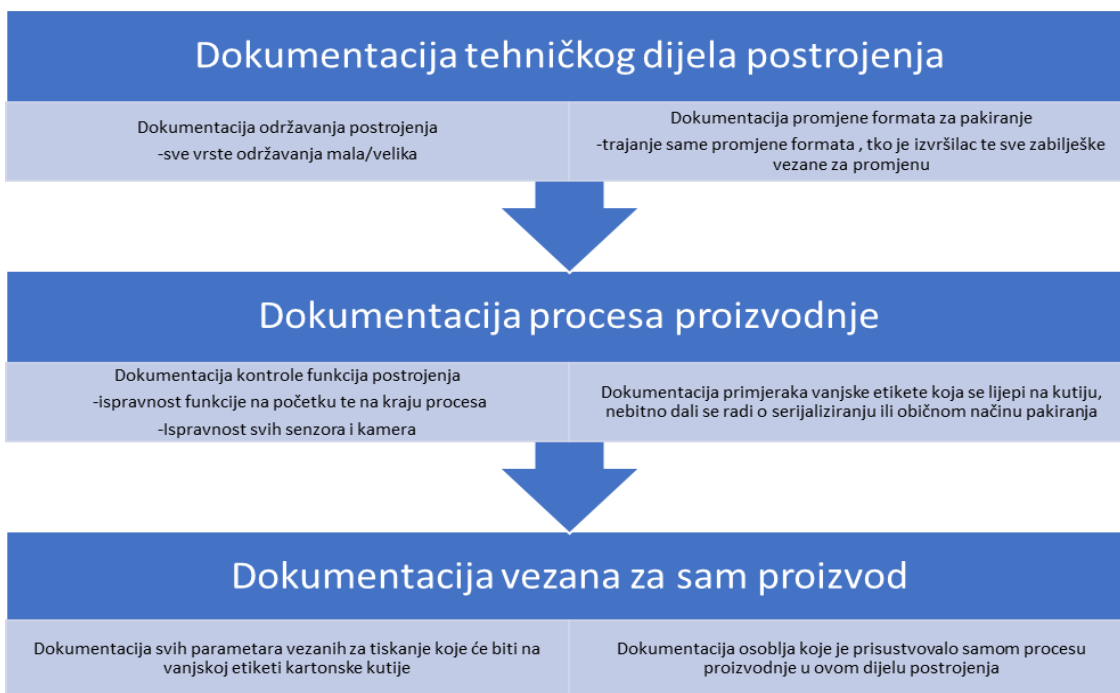 Dokumentacija tehničkog dijela postrojenja
Dokumentacija održavanja postrojenja
-sve vrste održavanja mala/velika
Dokumentacija promjene formata za pakiranje
-trajanje same promjene formata , tko je izvršilac te sve zabilješke
vezane za promjenu
Dokumentacija procesa proizvodnje
Dokumentacija kontrole funkcija postrojenja
-ispravnost funkcije na početku te na kraju procesa
-Ispravnost svih senzora i kamera
Dokumentacija primjeraka vanjske etikete koja se lijepi na kutiju,
nebitno dali se radi o serijaliziranju ili običnom načinu pakiranja
Dokumentacija vezana za sam proizvod
Dokumentacija svih parametara vezanih za tiskanje koje će biti na
vanjskoj etiketi kartonske kutije
Dokumentacija osoblja koje je prisustvovalo samom procesu
proizvodnje u ovom dijelu postrojenja